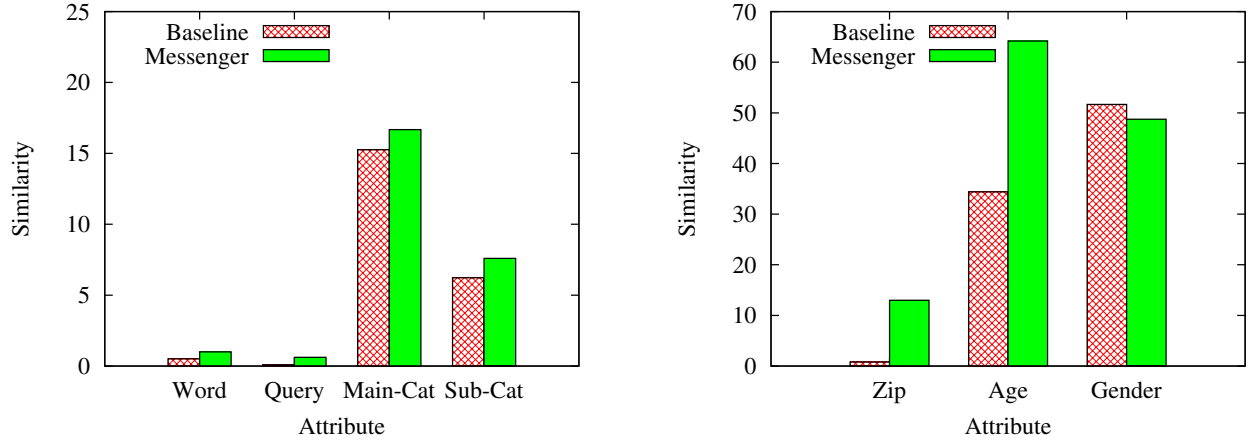 25
20
15
10
5
0
Similarity
Baseline
Messenger
Word Query Main-Cat Sub-Cat
Attribute
70
60
50
40
30
20
10
0
Similarity
Baseline
Messenger
Zip Age Gender
Attribute